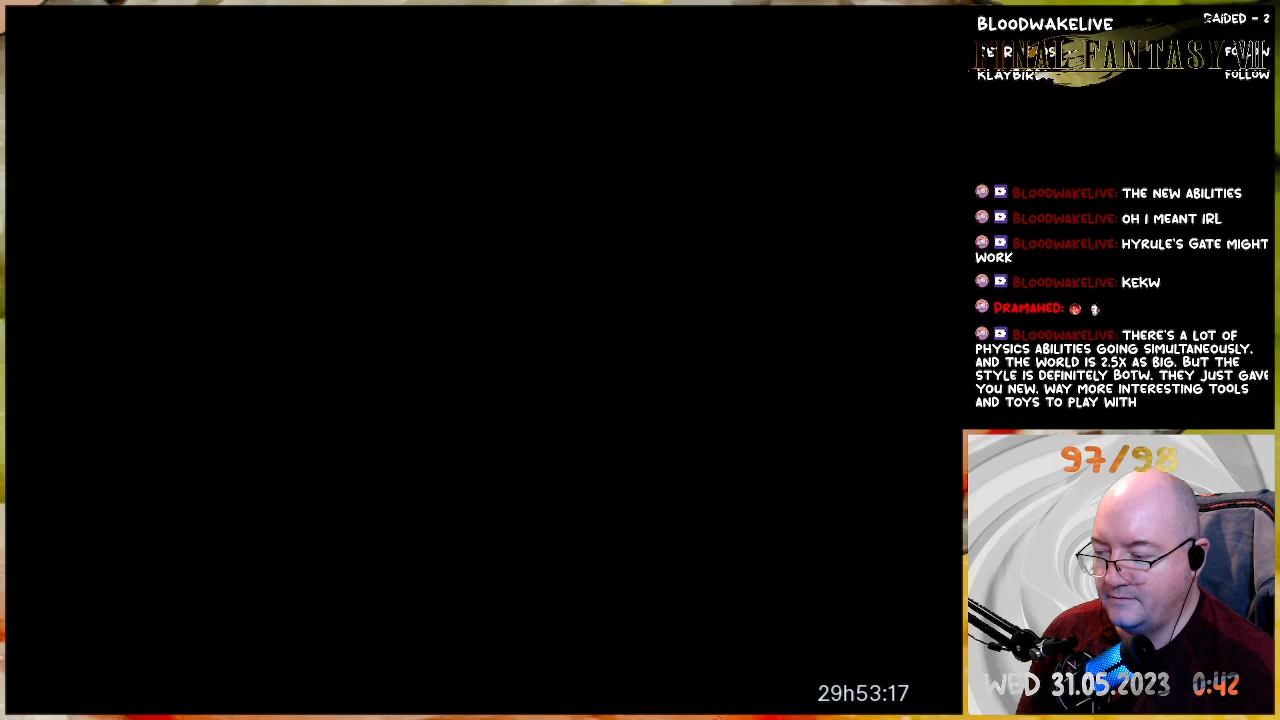 BLOODWAKELIVE RAIDED - 2
FINAL FANTASY VII
KLAYBIRD FOLLOW
BLOODWAKELIVE: THE NEW ABILITIES
BLOODWAKELIVE: OH I MEANT IRL
BLOODWAKELIVE: HYRULE'S GATE MIGHT
WORK
BLOODWAKELIVE: KEKW
PRAMAHED:
BLOODWAKELIVE: THERE'S A LOT OF
PHYSICS ABILITIES GOING SIMULTANEOUSLY.
AND THE WORLD IS 2.5X AS BIG. BUT THE
STYLE IS DEFINITELY BOTW. THEY JUST GAVE
YOU NEW, WAY MORE INTERESTING TOOLS
AND TOYS TO PLAY WITH
97/98
WED 31.05.2023 0:42
29h53:17